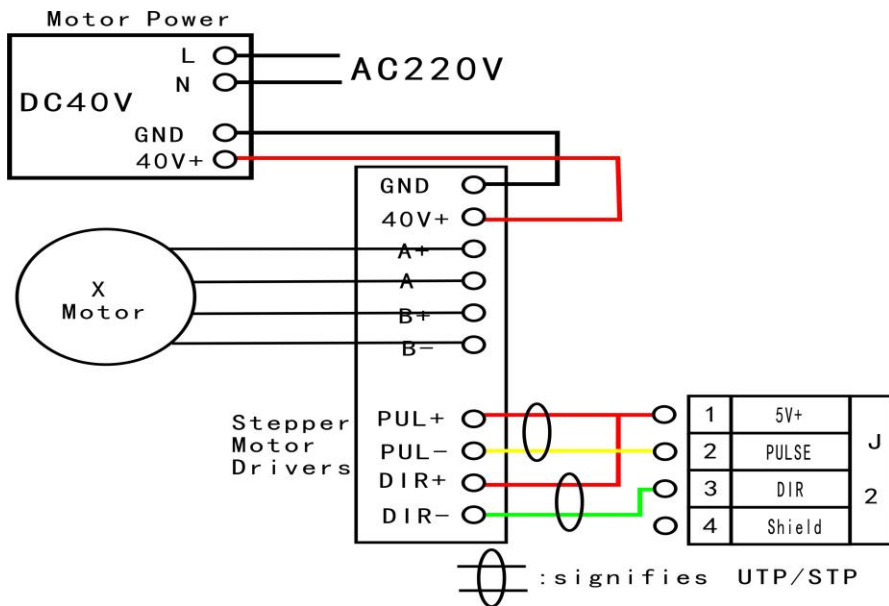 Motor Power
L
N
AC220V
DC40V
GND
40V+
GND
40V+
A+
A
B+
B-
X
Motor
Stepper
Motor
Drivers
PUL+
PUL-
DIR+
DIR-
1 5V+
2 PULSE
3 DIR
4 Shield
J
2
:signifies UTP/STP